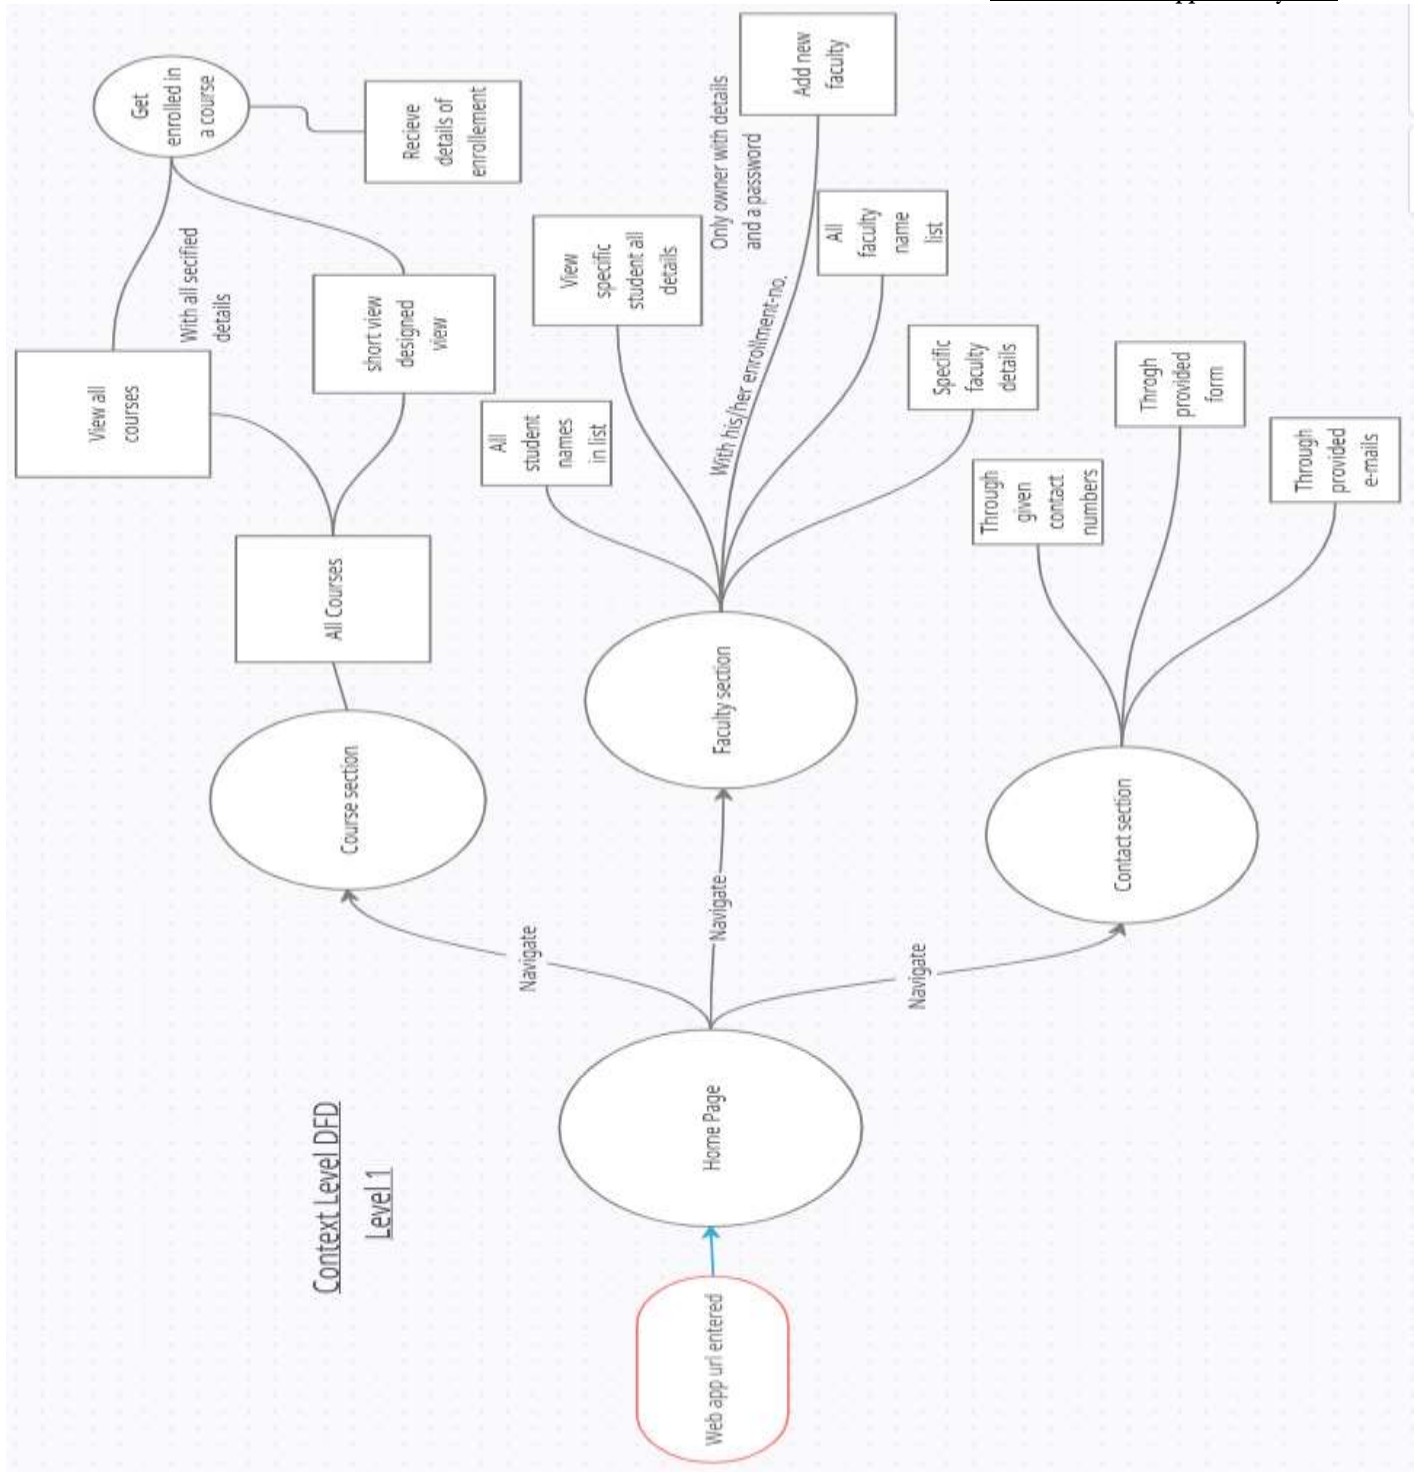 Context Level DFD
Level 1
Web app url entered
Home Page
Navigate
Navigate
Navigate
Course section
All Courses
View all
courses
With all secified
details
short view
designed
view
Get
enrolled in
a course
Recieve
details of
enrollement
Faculty section
All
student
names
in list
View
specific
student all
details
With his/her enrollment-no.
Only owner with details
and a password
Add new
faculty
All
faculty
name
list
Specific
faculty
details
Contact section
Through
given
contact
numbers
Throgh
provided
form
Through
provided
e-mails